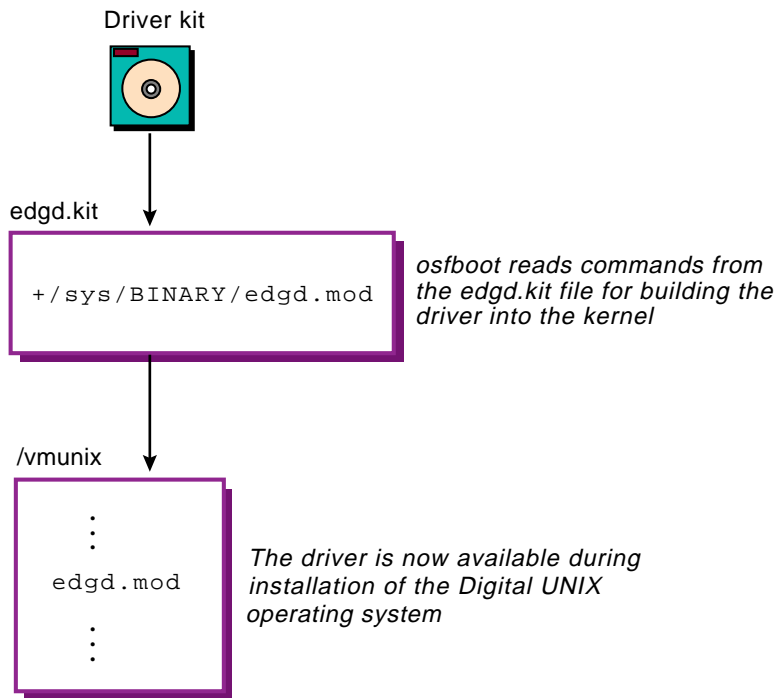 Driver kit
edgd.kit
+/sys/BINARY/edgd.mod
osfboot reads commands from
the edgd.kit file for building the
driver into the kernel
/vmunix
edgd.mod
The driver is now available during
installation of the Digital UNIX
operating system